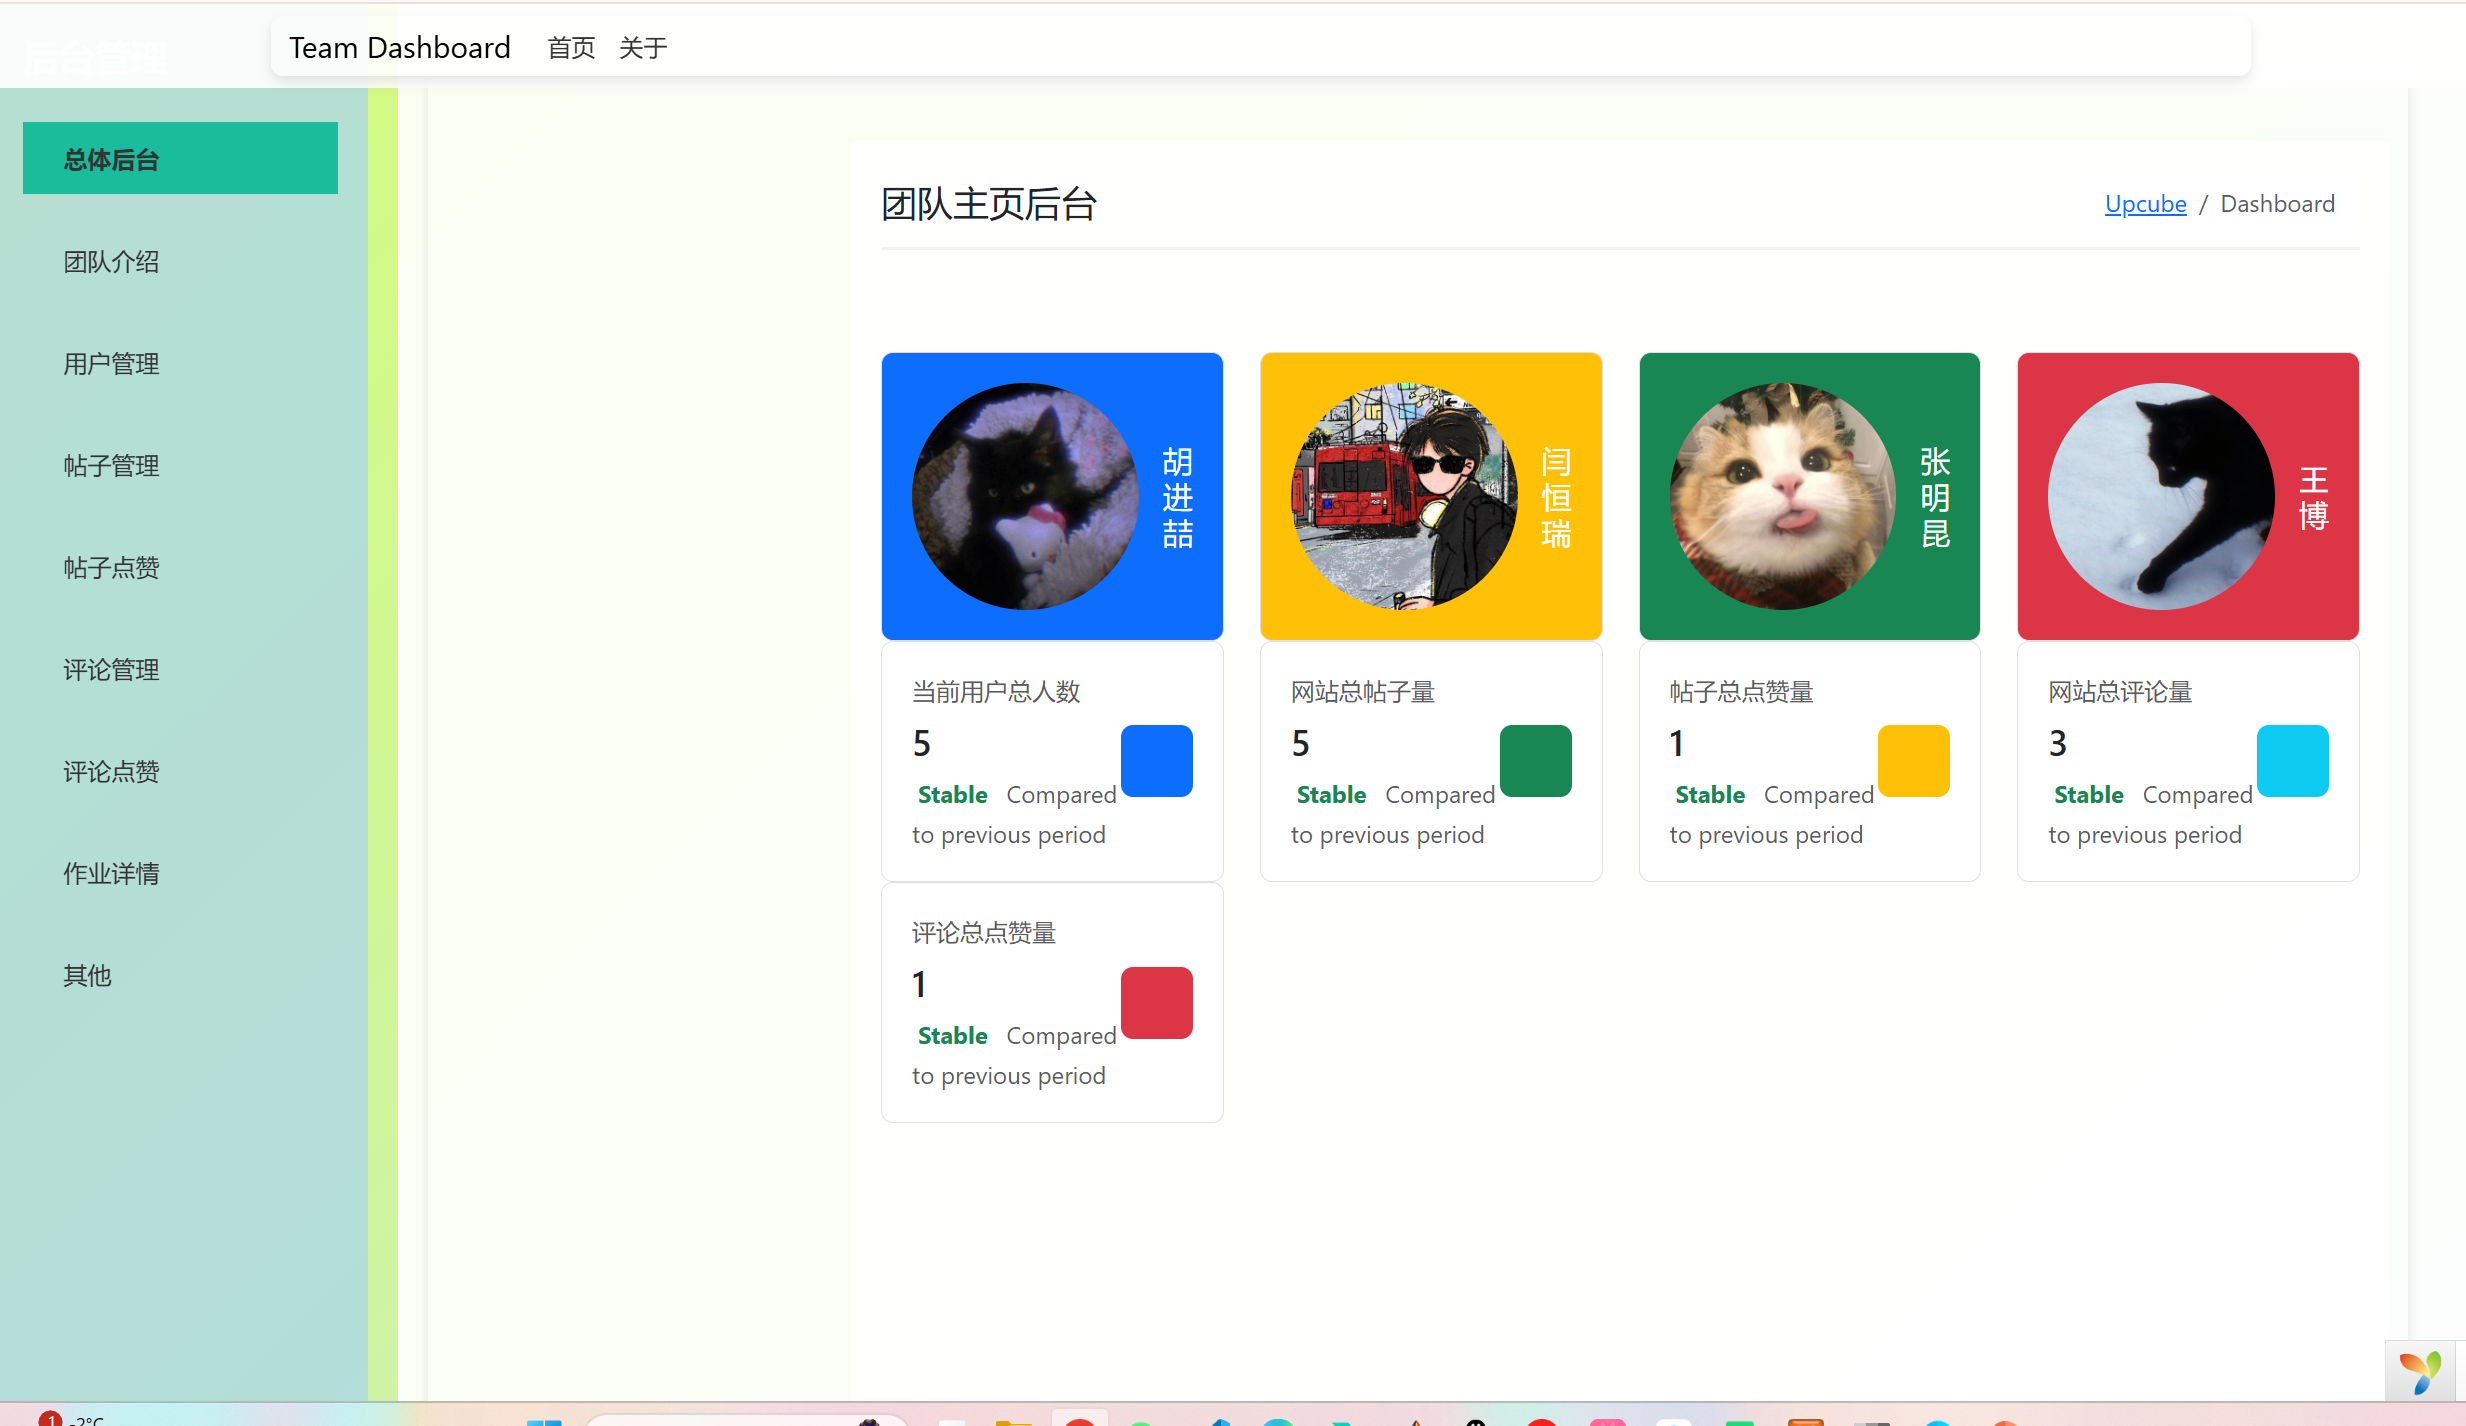 后台管理
Team Dashboard 首页 关于
总体后台
团队介绍
用户管理
帖子管理
帖子点赞
评论管理
评论点赞
作业详情
其他
团队主页后台
Upcube / Dashboard
胡进喆
闫恒瑞
张明昆
王博
当前用户总人数
5
Stable Compared
to previous period
网站总帖子量
5
Stable Compared
to previous period
帖子总点赞量
1
Stable Compared
to previous period
网站总评论量
3
Stable Compared
to previous period
评论总点赞量
1
Stable Compared
to previous period
1
-2°C